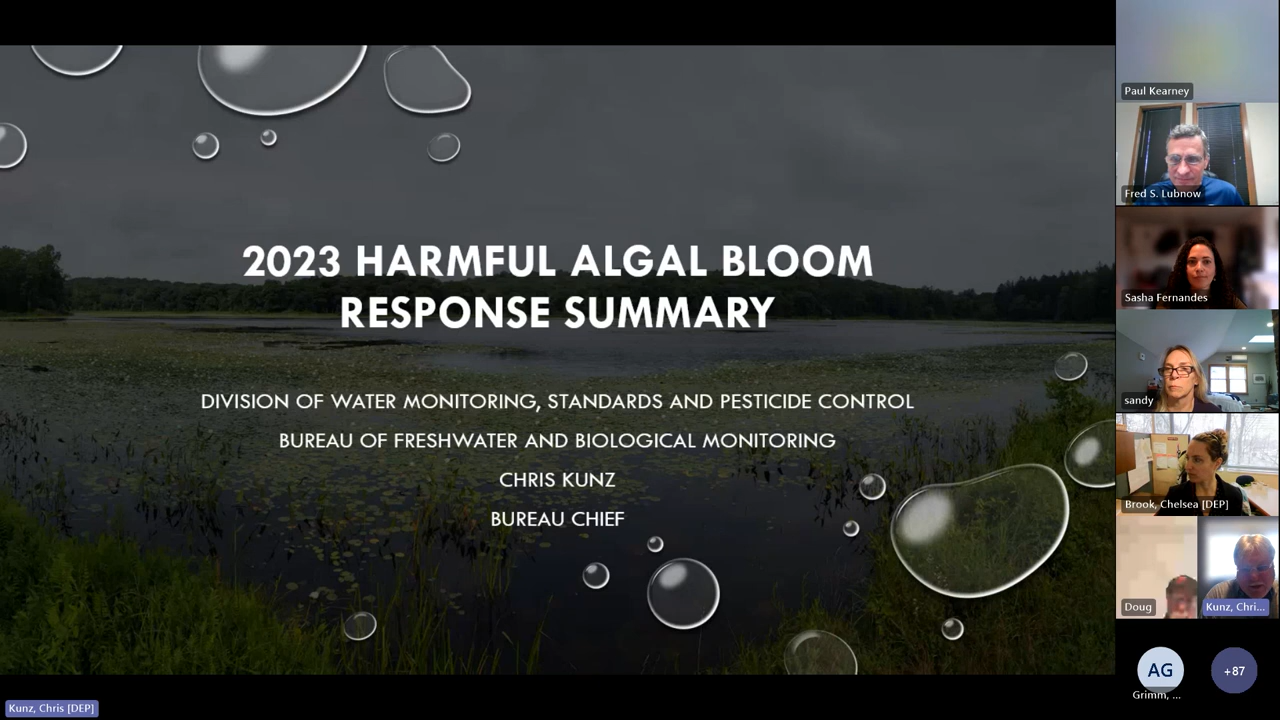 2023 HARMFUL ALGAL BLOOM
RESPONSE SUMMARY
DIVISION OF WATER MONITORING, STANDARDS AND PESTICIDE CONTROL
BUREAU OF FRESHWATER AND BIOLOGICAL MONITORING
CHRIS KUNZ
BUREAU CHIEF
Kunz, Chris [DEP]
Paul Kearney
Fred S. Lubnow
Sasha Fernandes
sandy
Brook, Chelsea [DEP]
Doug
Kunz, Chri...
AG
Grimm, ...
+87